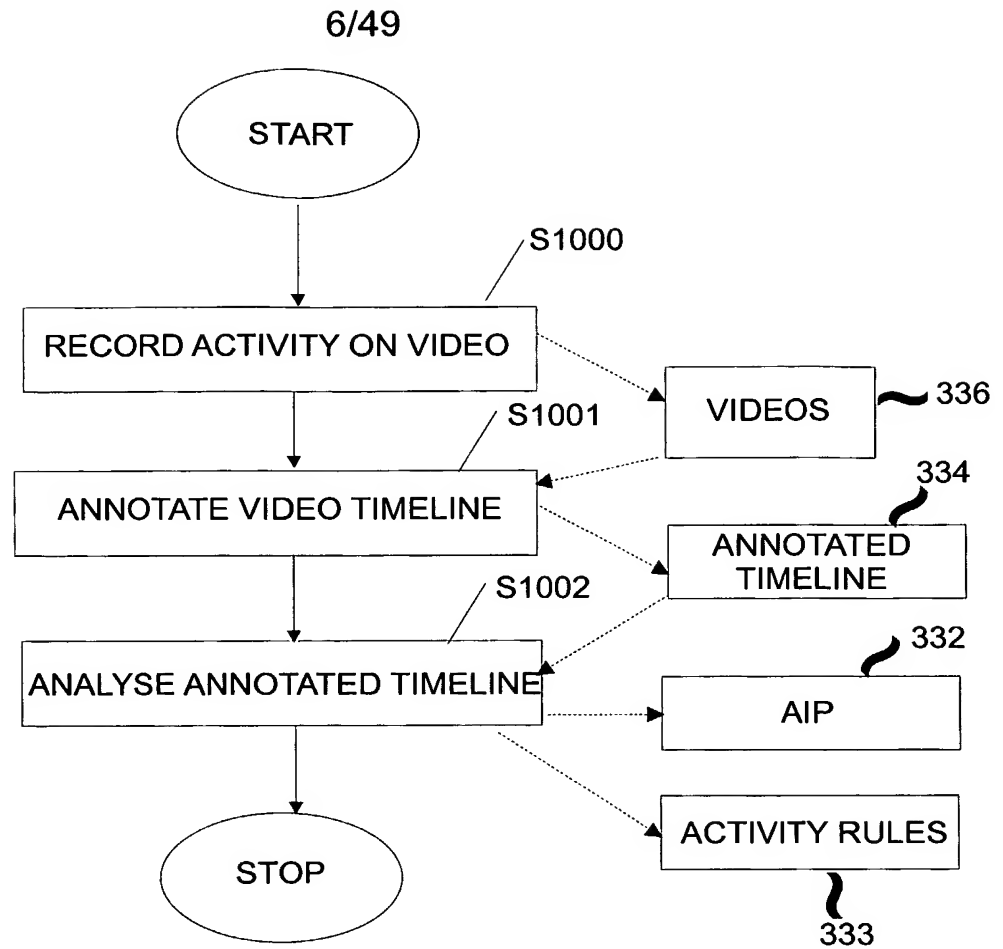 6/49
START
S1000
RECORD ACTIVITY ON VIDEO
VIDEOS
336
S1001
ANNOTATE VIDEO TIMELINE
334
ANNOTATED
TIMELINE
S1002
ANALYSE ANNOTATED TIMELINE
332
AIP
ACTIVITY RULES
333
STOP